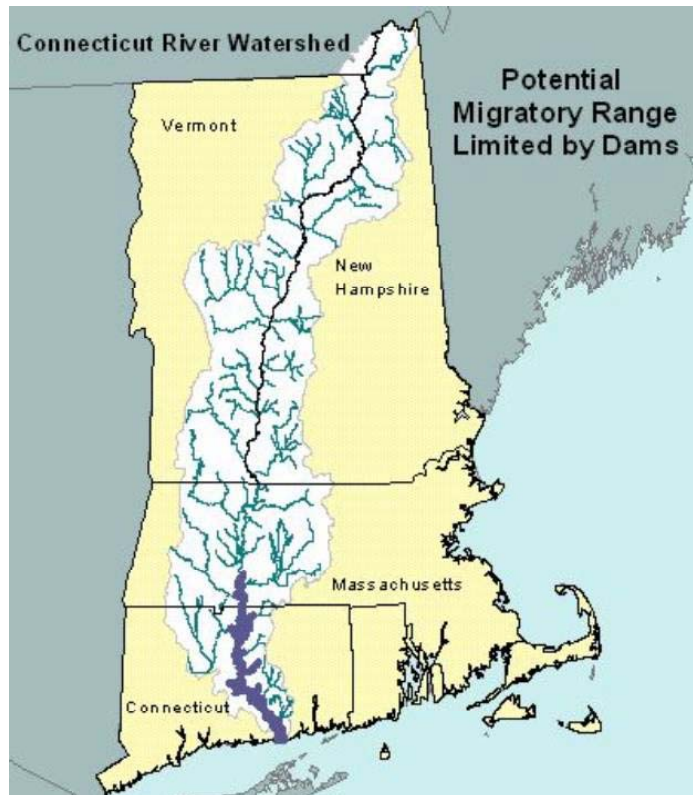 Connecticut River Watershed
Potential
Migratory Range
Limited by Dams
Vermont
New
Hampshire
Massachusetts
Connecticut